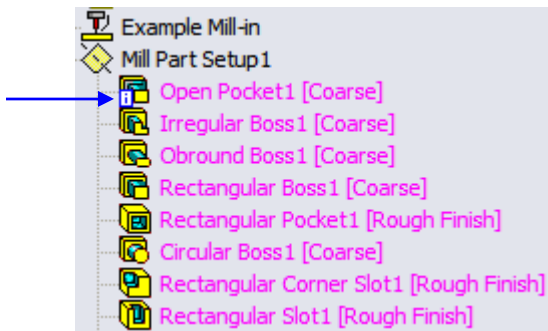 Example Mill-in
Mill Part Setup1
Open Pocket1 [Coarse]
Irregular Boss1 [Coarse]
Obround Boss1 [Coarse]
Rectangular Boss1 [Coarse]
Rectangular Pocket1 [Rough Finish]
Circular Boss1 [Coarse]
Rectangular Corner Slot1 [Rough Finish]
Rectangular Slot1 [Rough Finish]